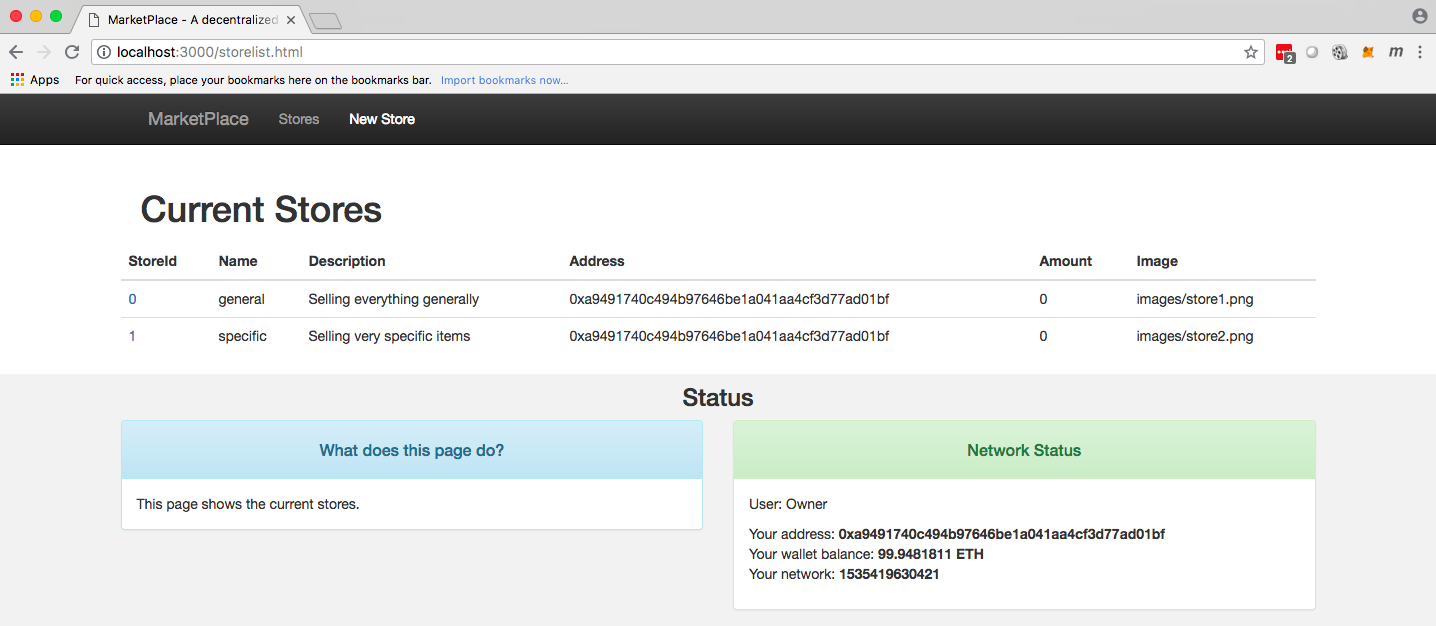 MarketPlace - A decentralized
localhost:3000/storelist.html
2
m
Apps For quick access, place your bookmarks here on the bookmarks bar. Import bookmarks now...
MarketPlace Stores New Store
Current Stores
StoreId Name Description Address Amount Image
0 general Selling everything generally 0xa9491740c494b97646be1a041aa4cf3d77ad01bf 0 images/store1.png
1 specific Selling very specific items 0xa9491740c494b97646be1a041aa4cf3d77ad01bf 0 images/store2.png
Status
What does this page do?
This page shows the current stores.
Network Status
User: Owner
Your address: 0xa9491740c494b97646be1a041aa4cf3d77ad01bf
Your wallet balance: 99.9481811 ETH
Your network: 1535419630421